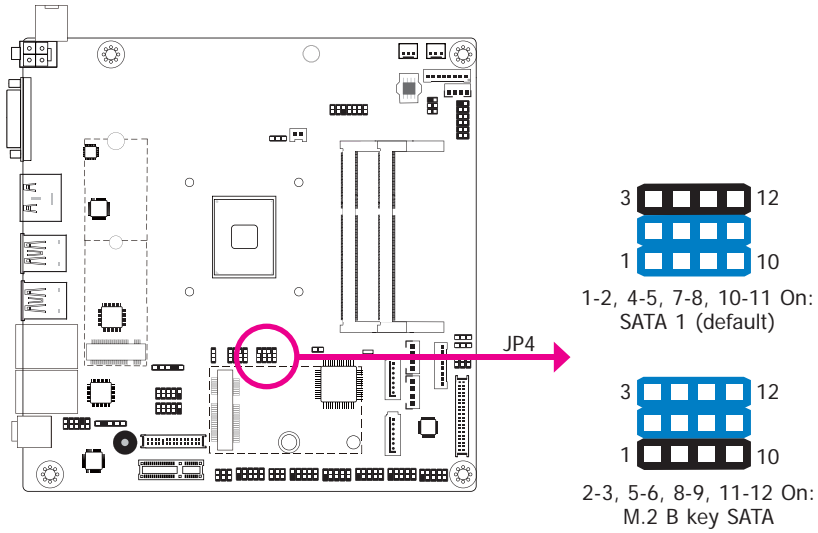 JP4
3 12
1 10
1-2, 4-5, 7-8, 10-11 On:
SATA 1 (default)
3 12
1 10
2-3, 5-6, 8-9, 11-12 On:
M.2 B key SATA